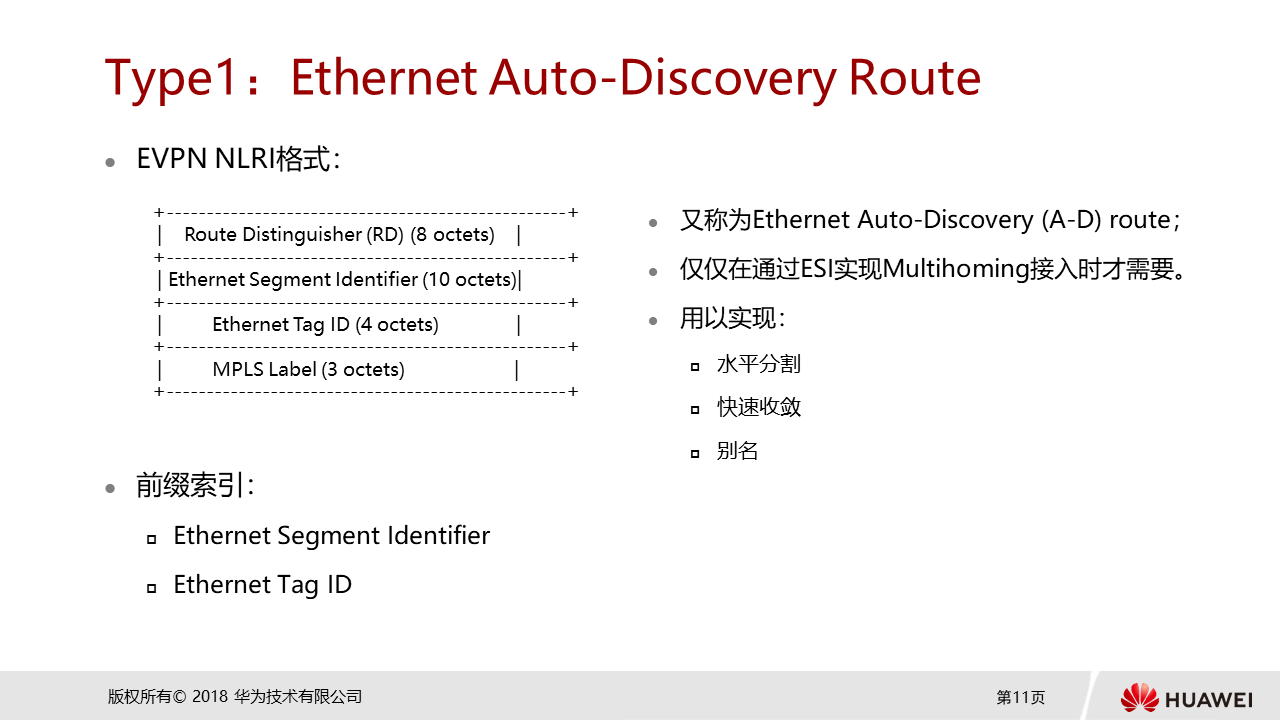 Type1：Ethernet Auto-Discovery Route
EVPN NLRI格式：
+--------------------------------------------------+
| Route Distinguisher (RD) (8 octets) |
+--------------------------------------------------+
| Ethernet Segment Identifier (10 octets)|
+--------------------------------------------------+
| Ethernet Tag ID (4 octets) |
+--------------------------------------------------+
| MPLS Label (3 octets) |
+--------------------------------------------------+
前缀索引：
Ethernet Segment Identifier
Ethernet Tag ID
又称为Ethernet Auto-Discovery (A-D) route；
仅仅在通过ESI实现Multihoming接入时才需要。
用以实现：
水平分割
快速收敛
别名
版权所有© 2018 华为技术有限公司
第11页
HUAWEI